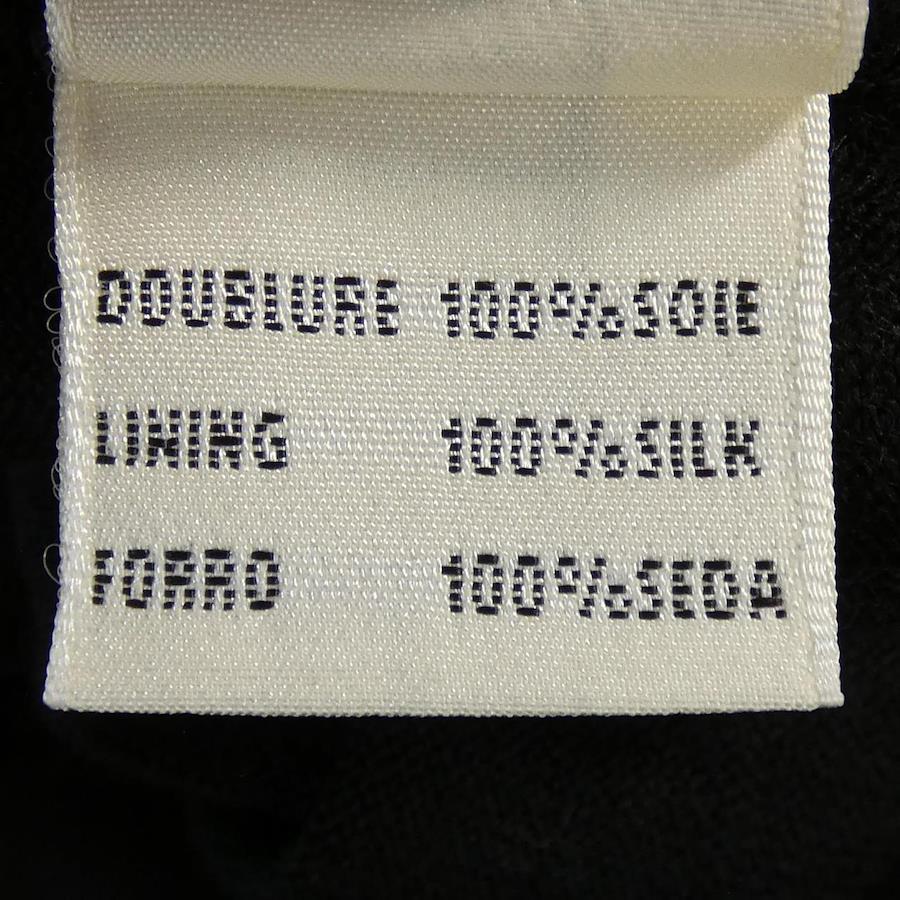 DOUBLURE 100%SOIE
LINING 100%SILK
FORRO 100%SEDA